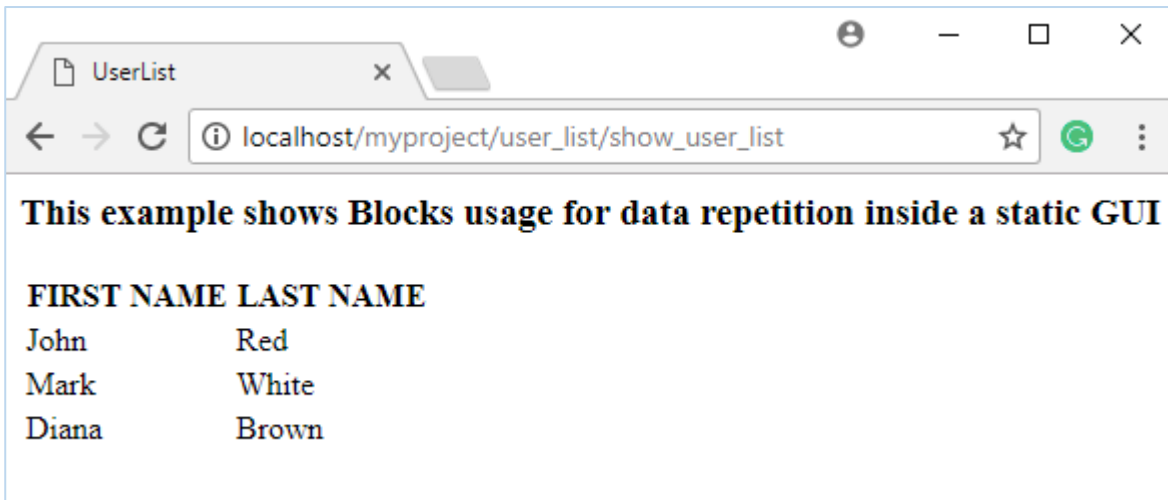 UserList
localhost/myproject/user_list/show_user_list
This example shows Blocks usage for data repetition inside a static GUI
FIRST NAME LAST NAME
John Red
Mark White
Diana Brown